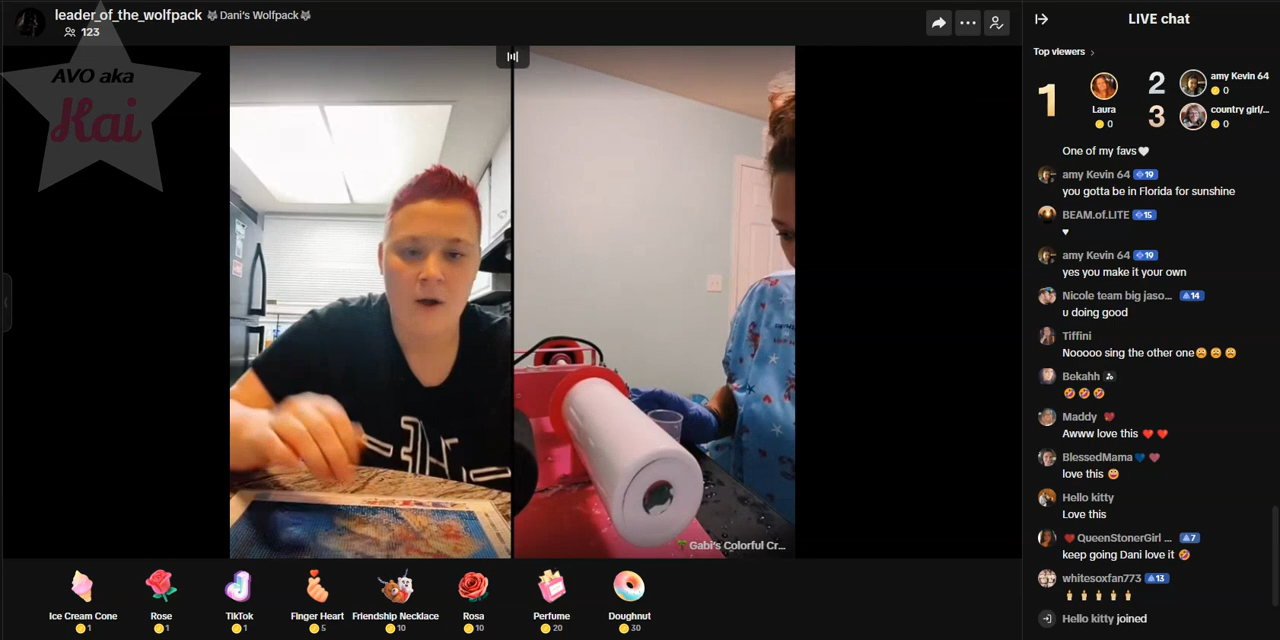 leader_of_the_wolfpack 🐺Dani's Wolfpack🐺
123
AVO aka
Kai
Gabi's Colorful Cr...
Ice Cream Cone
1
Rose
1
TikTok
1
Finger Heart
5
Friendship Necklace
10
Rosa
10
Perfume
20
Doughnut
30
LIVE chat
Top viewers
1
Laura
0
2
amy Kevin 64
0
3
country girl/...
0
One of my favs🤍
amy Kevin 64 19
you gotta be in Florida for sunshine
BEAM.of.LITE 15
♥
amy Kevin 64 19
yes you make it your own
Nicole team big jaso... 14
u doing good
Tiffini
Nooooo sing the other one😩😩😩
Bekahh
🤣🤣🤣
Maddy
Awww love this ❤️❤️
BlessedMama💙
love this 😀
Hello kitty
Love this
❤️QueenStonerGirl ... 7
keep going Dani love it 🤣
whitesoxfan773 13
Hello kitty joined